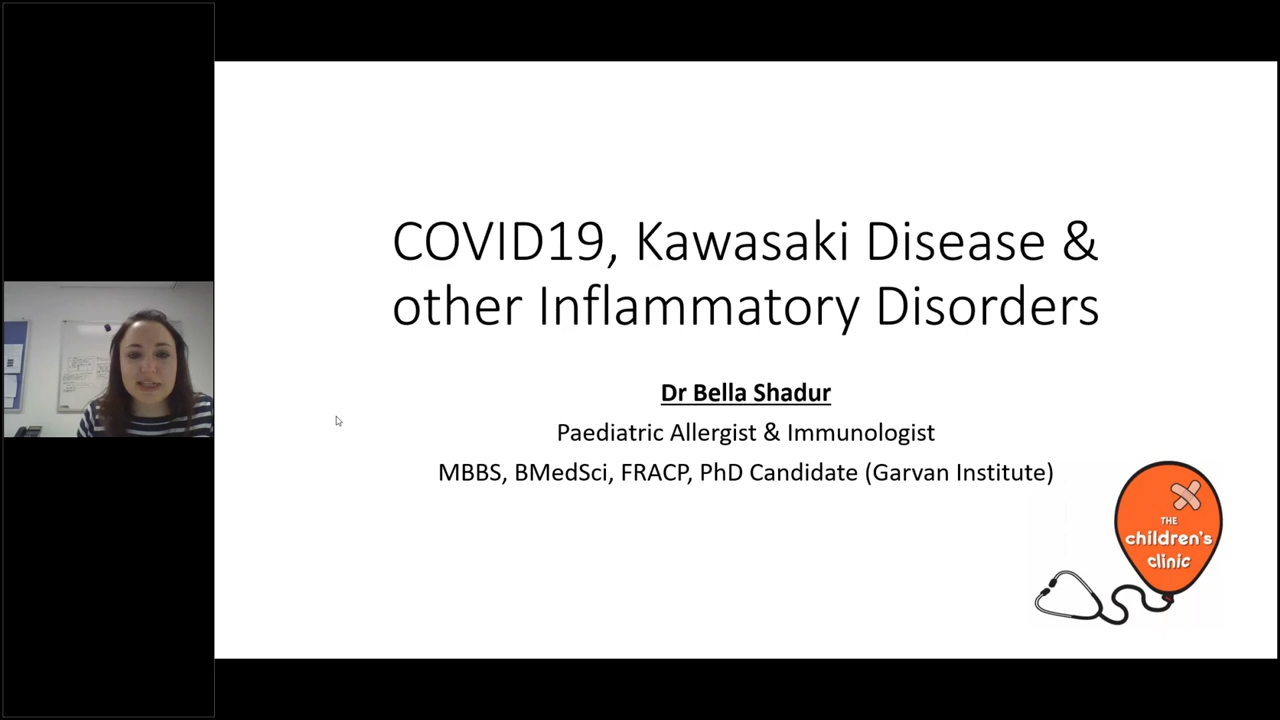 COVID19, Kawasaki Disease &
other Inflammatory Disorders
Dr Bella Shadur
Paediatric Allergist & Immunologist
MBBS, BMedSci, FRACP, PhD Candidate (Garvan Institute)
THE
children's
clinic